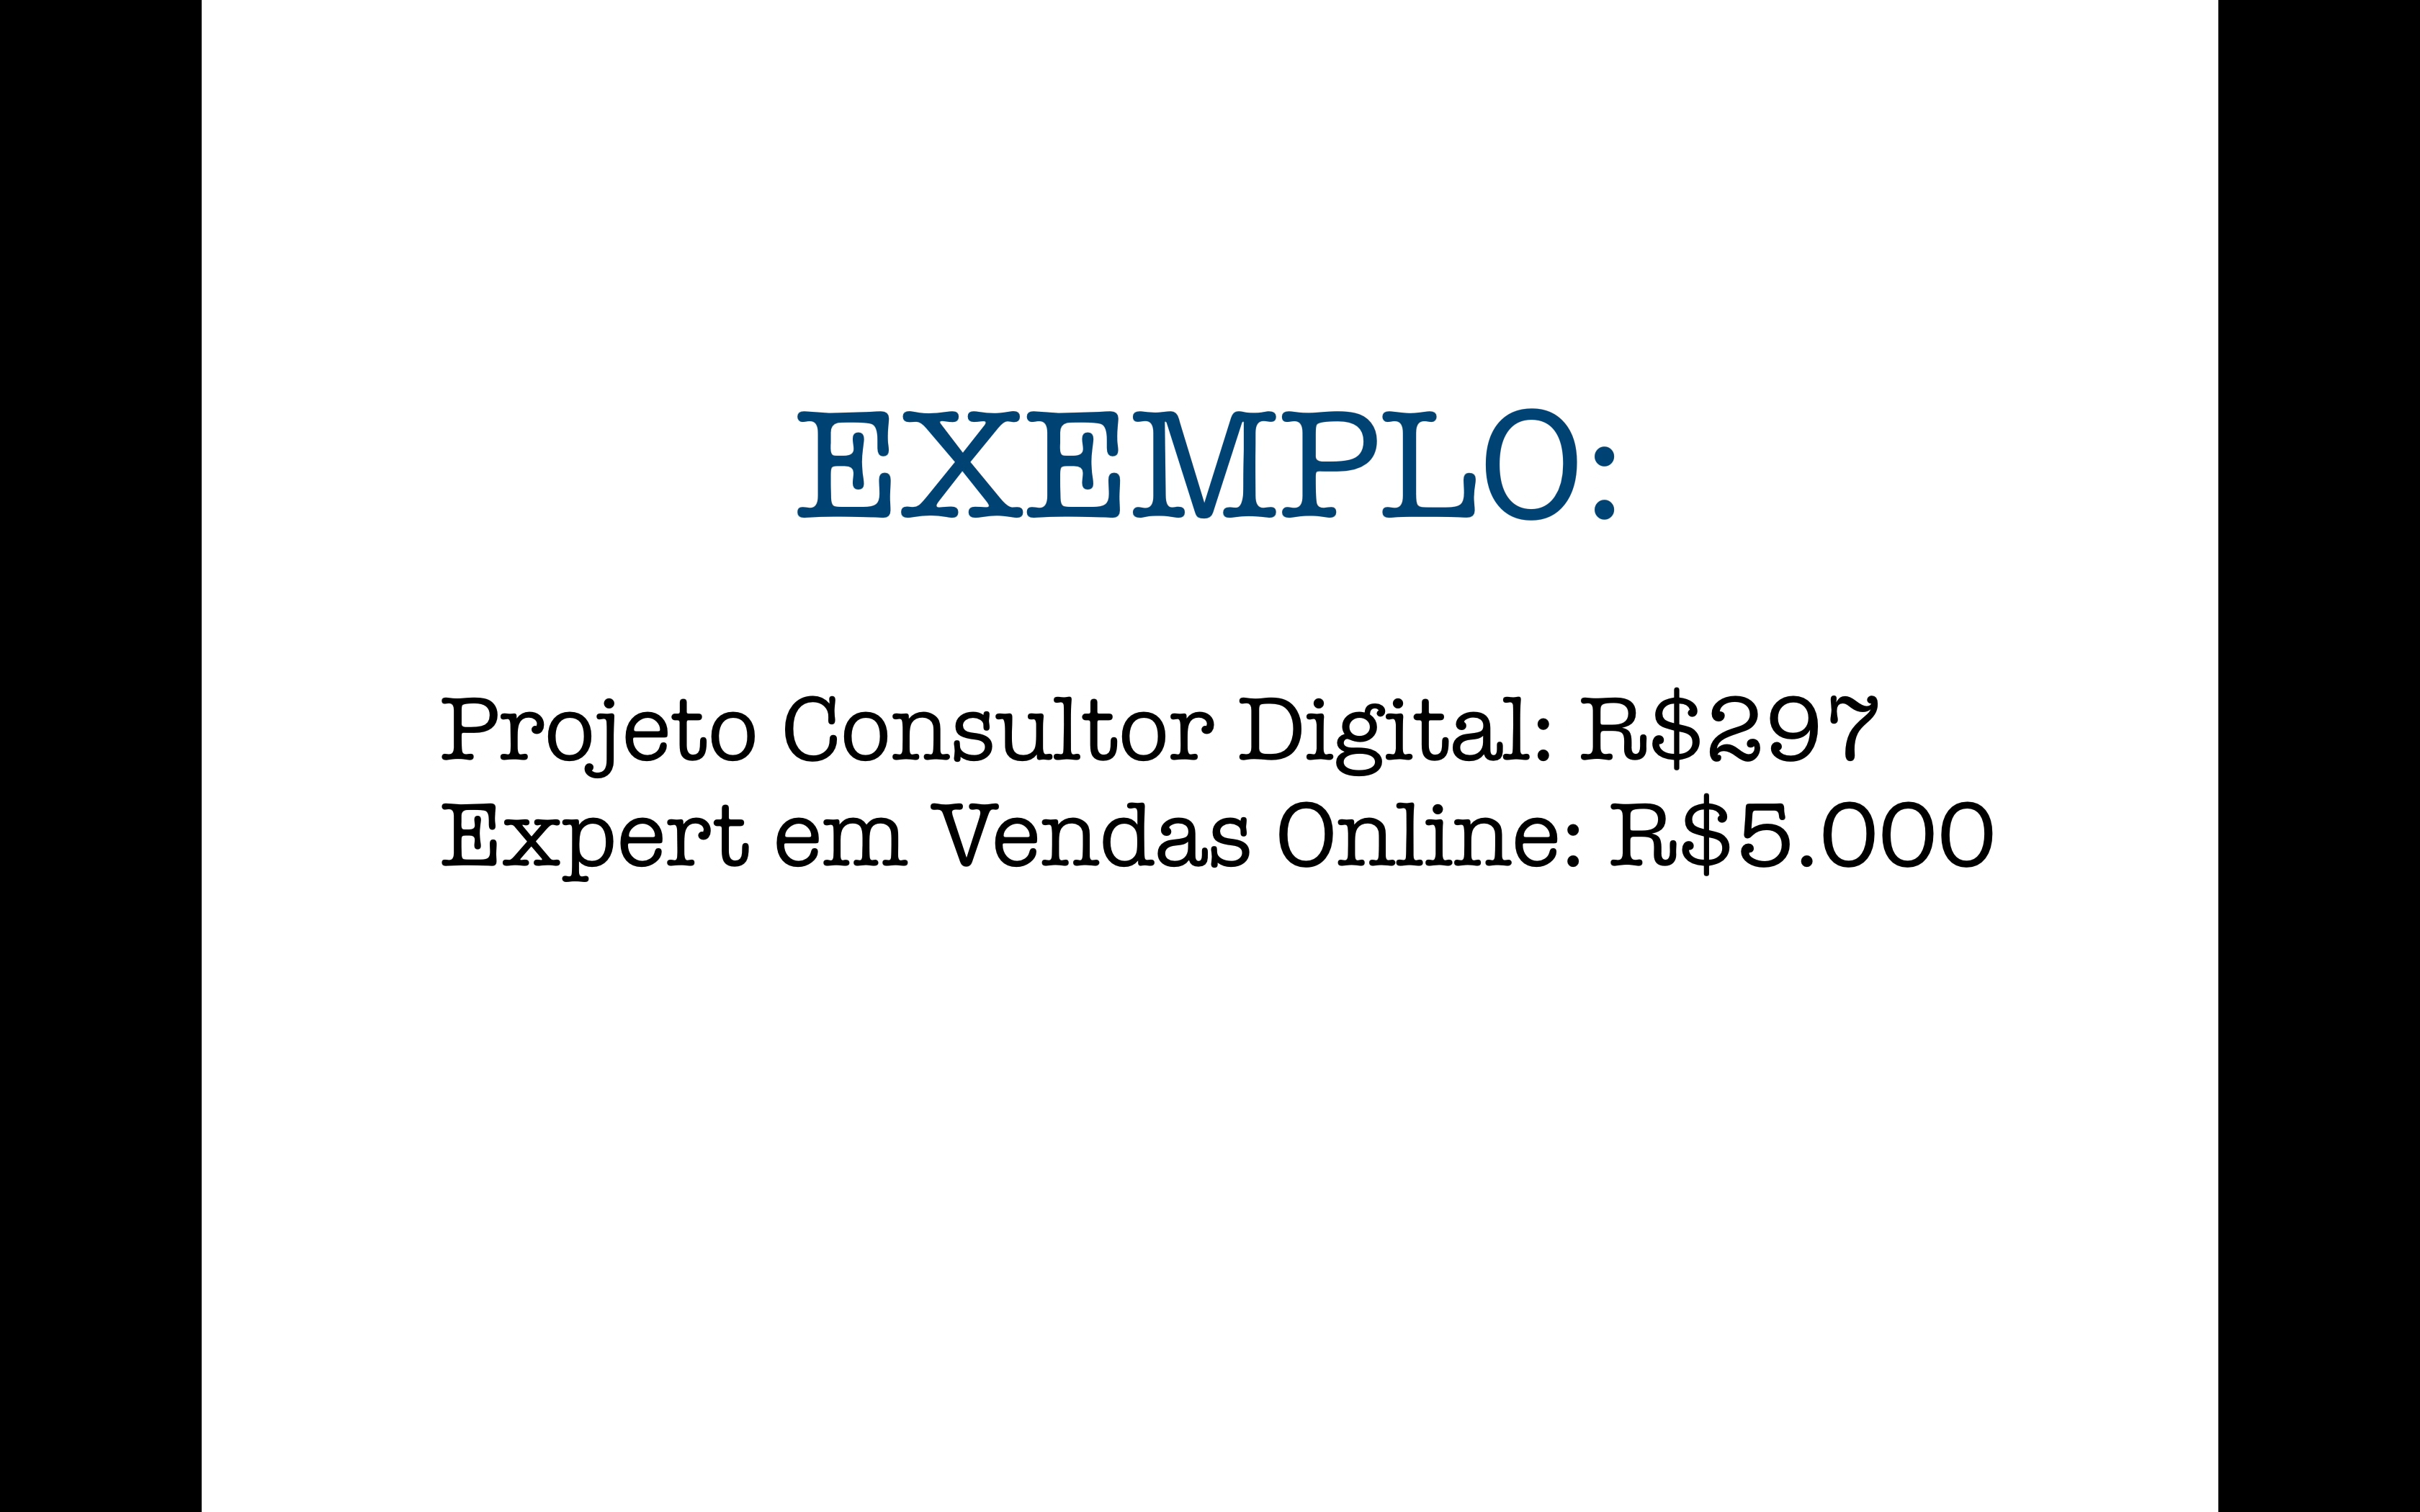 EXEMPLO:
Projeto Consultor Digital: R$297
Expert em Vendas Online: R$5.000